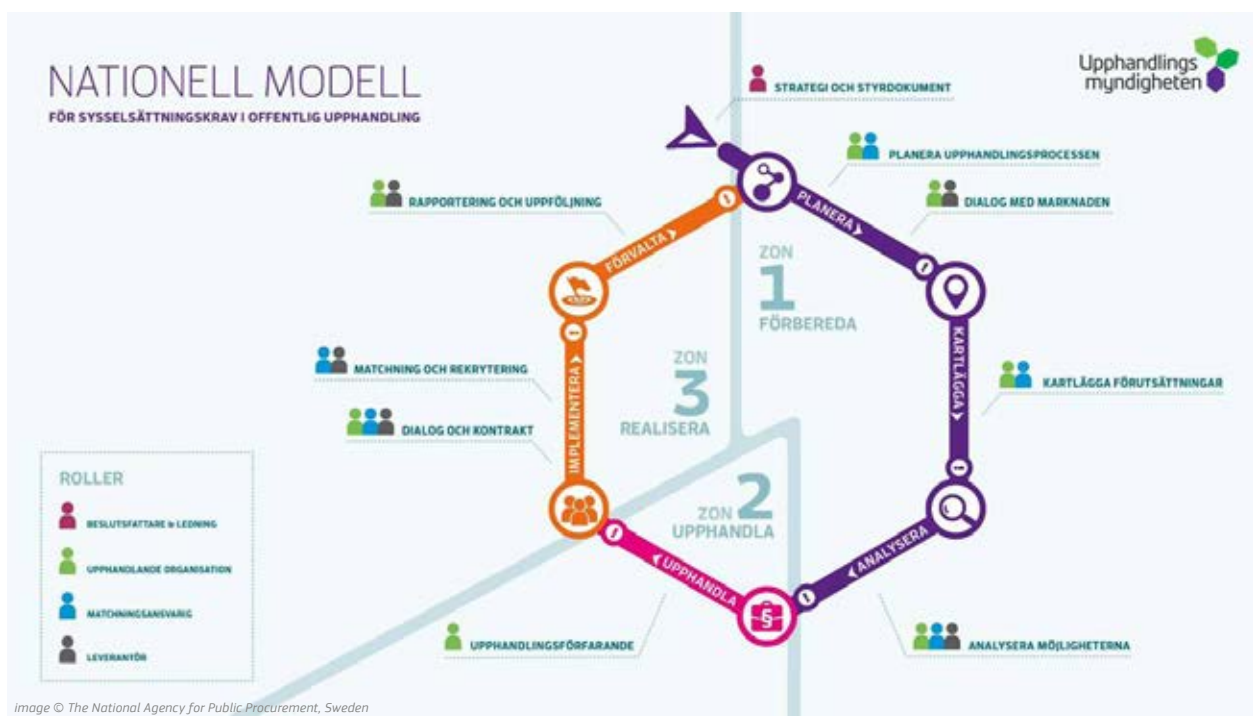 NATIONELL MODELL
FÖR SYSSELSÄTTNINGSKRAV I OFFENTLIG UPPHANDLING
Upphandlings
myndigheten
STRATEGI OCH STYRDOKUMENT
PLANERA UPPHANDLINGSPROCESSEN
DIALOG MED MARKNADEN
RAPPORTERING OCH UPPFÖLJNING
PLANERA
FÖRVALTA
ZON
1
FÖRBEREDA
KARTLÄGGA
KARTLÄGGA FÖRUTSÄTTNINGAR
MATCHNING OCH REKRYTERING
DIALOG OCH KONTRAKT
IMPLEMENTERA
ZON
3
REALISERA
ZON 2
UPPHANDLA
ANALYSERA
UPPHANDLA
§
UPPHANDLINGSFÖRFARANDE
ANALYSERA MÖJLIGHETERNA
ROLLER
BESLUTSFATTARE & LEDNING
UPPHANDLANDE ORGANISATION
MATCHNINGSANSVARIG
LEVERANTÖR
image © The National Agency for Public Procurement, Sweden